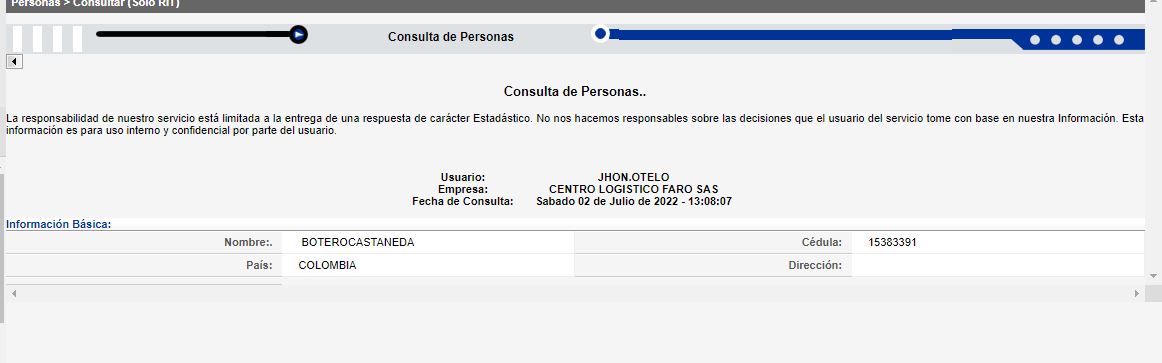 Personas > Consultar (Solo RIT)
Consulta de Personas
Consulta de Personas..
La responsabilidad de nuestro servicio está limitada a la entrega de una respuesta de carácter Estadástico. No nos hacemos responsables sobre las decisiones que el usuario del servicio tome con base en nuestra Información. Esta
información es para uso interno y confidencial por parte del usuario.
Usuario: JHON.OTELO
Empresa: CENTRO LOGISTICO FARO SAS
Fecha de Consulta: Sabado 02 de Julio de 2022 - 13:08:07
Información Básica:
Nombre:. BOTEROCASTANEDA Cédula: 15383391
País: COLOMBIA Dirección: